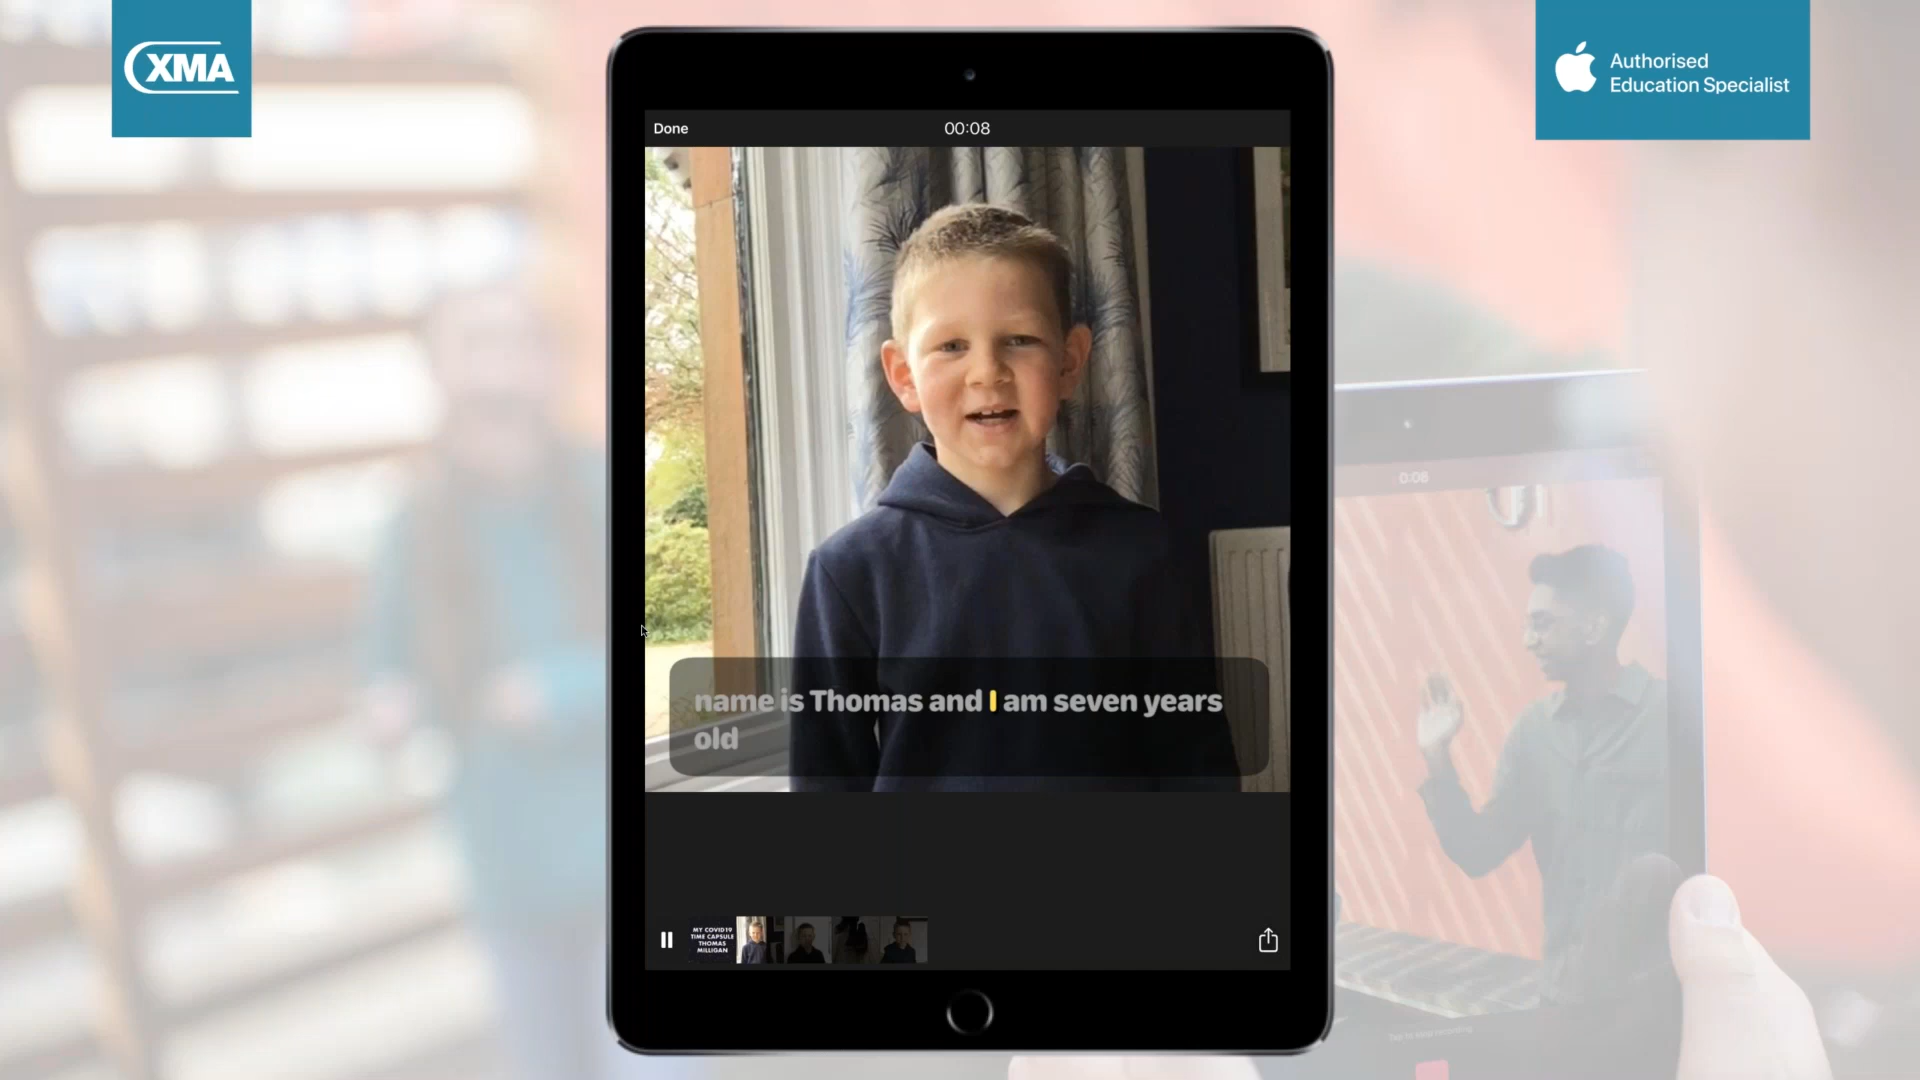 XMA
Authorised
Education Specialist
Done
00:08
name is Thomas and I am seven years
old
MY COVID19
TIME CAPSULE
THOMAS
MILLIGAN
0:08